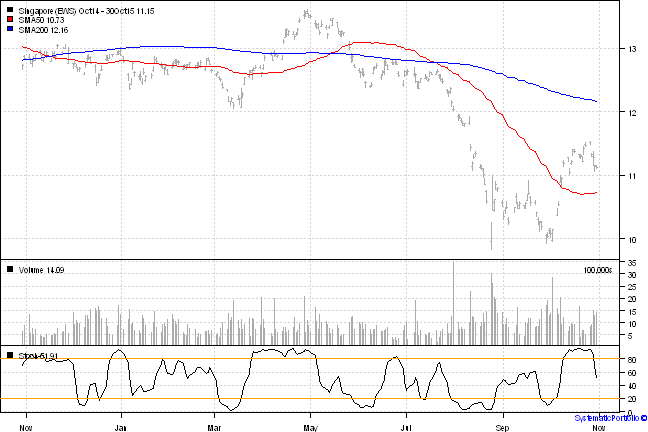 Singapore (EWS) Oct14 - 30Oct15 11.15
SMA50 10.73
SMA200 12.16
13
12
11
10
Volume 14.09
100,000s
35
30
25
20
15
10
5
Stoch 51.91
80
60
40
20
0
Nov Jan Mar May Jul Sep Nov
SystematicPortfolio ©